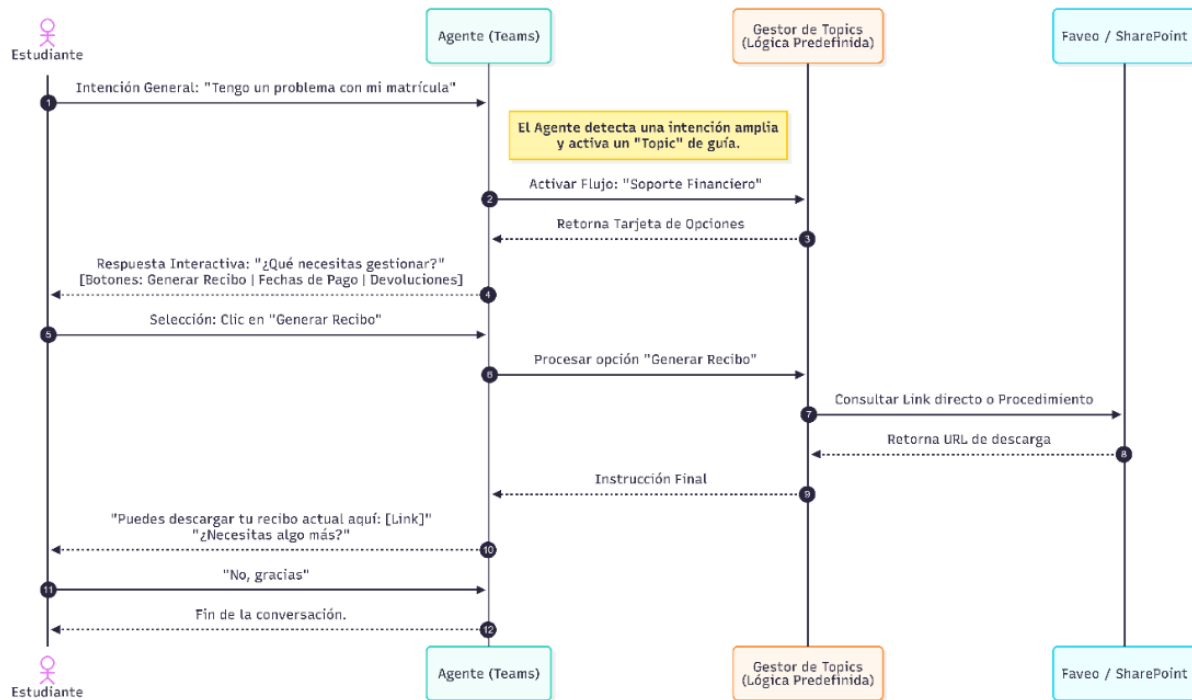 Estudiante
Agente (Teams)
Gestor de Topics
(Lógica Predefinida)
Faveo / SharePoint
Intención General: "Tengo un problema con mi matrícula"
1
El Agente detecta una intención amplia
y activa un "Topic" de guía.
Activar Flujo: "Soporte Financiero"
2
Retorna Tarjeta de Opciones
3
Respuesta Interactiva: "¿Qué necesitas gestionar?"
[Botones: Generar Recibo | Fechas de Pago | Devoluciones]
4
Selección: Clic en "Generar Recibo"
5
Procesar opción "Generar Recibo"
6
Consultar Link directo o Procedimiento
7
Retorna URL de descarga
8
Instrucción Final
9
"Puedes descargar tu recibo actual aquí: [Link]"
"¿Necesitas algo más?"
10
"No, gracias"
11
Fin de la conversación.
12
Estudiante
Agente (Teams)
Gestor de Topics
(Lógica Predefinida)
Faveo / SharePoint